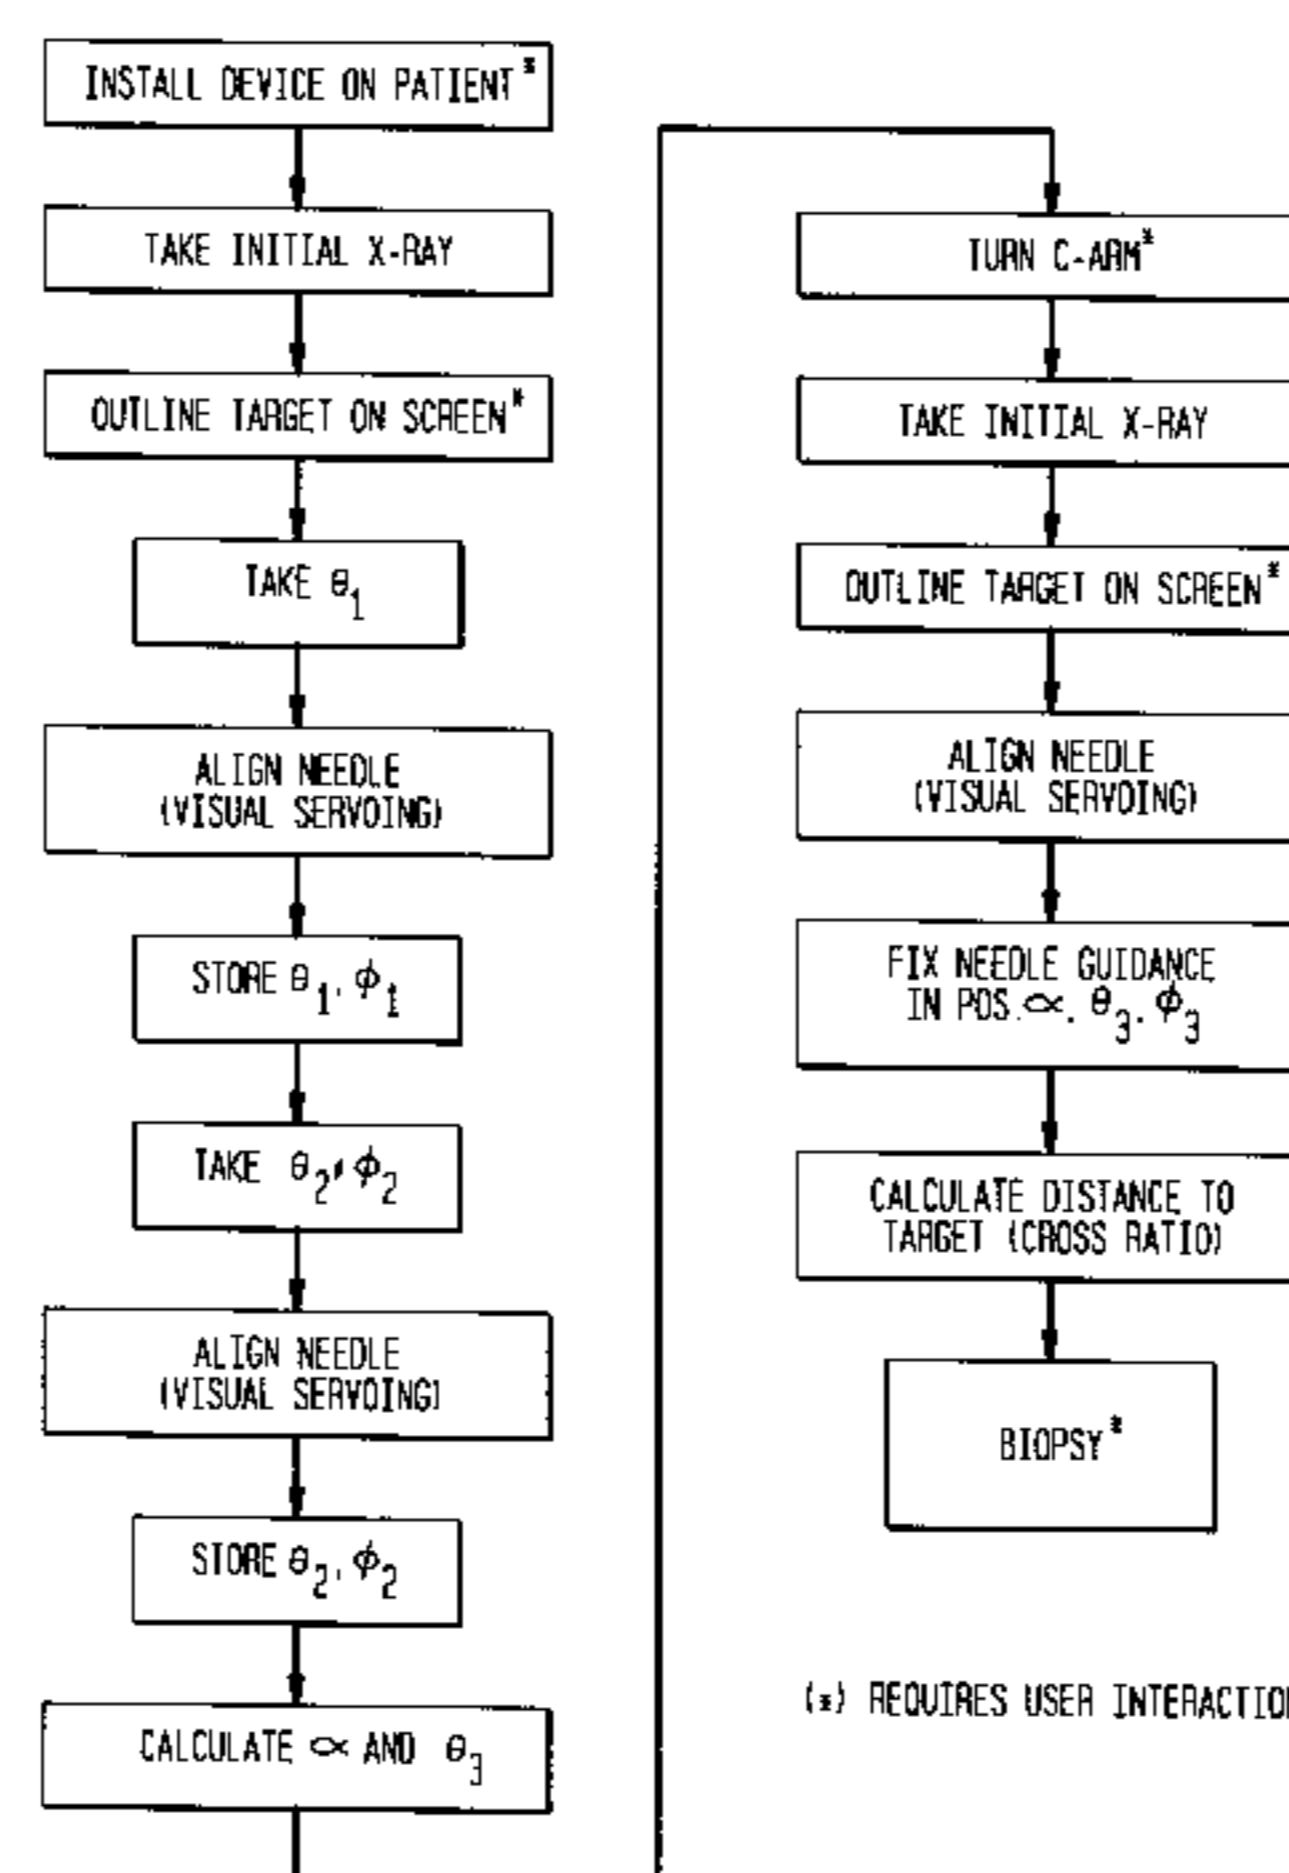 INSTALL DEVICE ON PATIENT*
TAKE INITIAL X-RAY
OUTLINE TARGET ON SCREEN*
TAKE θ1
ALIGN NEEDLE
(VISUAL SERVOING)
STORE θ1, ϕ1
TAKE θ2, ϕ2
ALIGN NEEDLE
(VISUAL SERVOING)
STORE θ2, ϕ2
CALCULATE ∝ AND θ3
TURN C-ARM*
TAKE INITIAL X-RAY
OUTLINE TARGET ON SCREEN*
ALIGN NEEDLE
(VISUAL SERVOING)
FIX NEEDLE GUIDANCE
IN POS. ∝, θ3, ϕ3
CALCULATE DISTANCE TO
TARGET (CROSS RATIO)
BIOPSY*
(*) REQUIRES USER INTERACTION